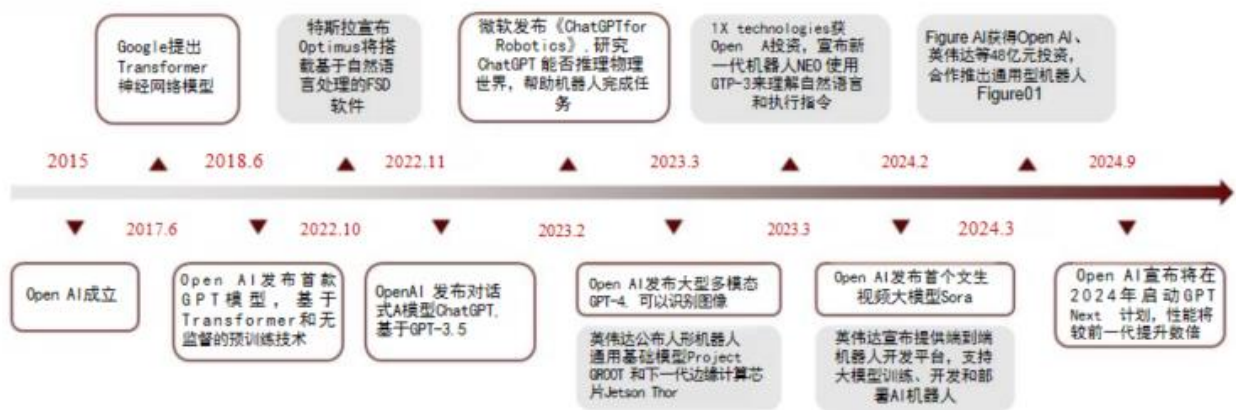 Google提出
Transformer
神经网络模型
特斯拉宣布
Optimus将搭
载基于自然语
言处理的FSD
软件
微软发布《ChatGPTfor
Robotics》, 研究
ChatGPT 能否推理物理
世界，帮助机器人完成任
务
1X technologies获
Open A投资，宣布新
一代机器人NEO 使用
GTP-3来理解自然语言
和执行指令
Figure AI获得Open AI、
英伟达等48亿元投资，
合作推出通用型机器人
Figure01
2015
2018.6
2022.11
2023.3
2024.2
2024.9
2017.6
2022.10
2023.2
2023.3
2024.3
Open AI成立
Open AI发布首款
GPT模型，基于
Transformer和无
监督的预训练技术
OpenAI 发布对话
式A模型ChatGPT,
基于GPT-3.5
Open AI发布大型多模态
GPT-4. 可以识别图像
英伟达公布人形机器人
通用基础模型Project
GROOT 和下一代边缘计算芯
片Jetson Thor
Open AI发布首个文生
视频大模型Sora
英伟达宣布提供端到端
机器人开发平台，支持
大模型训练、开发和部
署AI机器人
Open AI宣布将在
2024年启动GPT
Next 计划，性能将
较前一代提升数倍